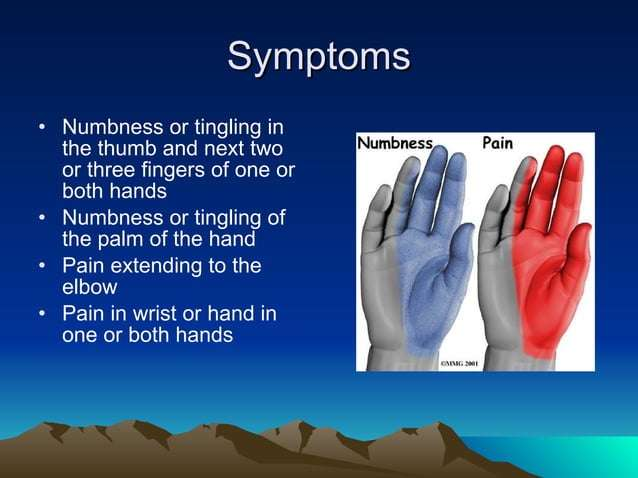 Symptoms
• Numbness or tingling in
the thumb and next two
or three fingers of one or
both hands
• Numbness or tingling of
the palm of the hand
• Pain extending to the
elbow
• Pain in wrist or hand in
one or both hands
Numbness Pain
©MMG 2001